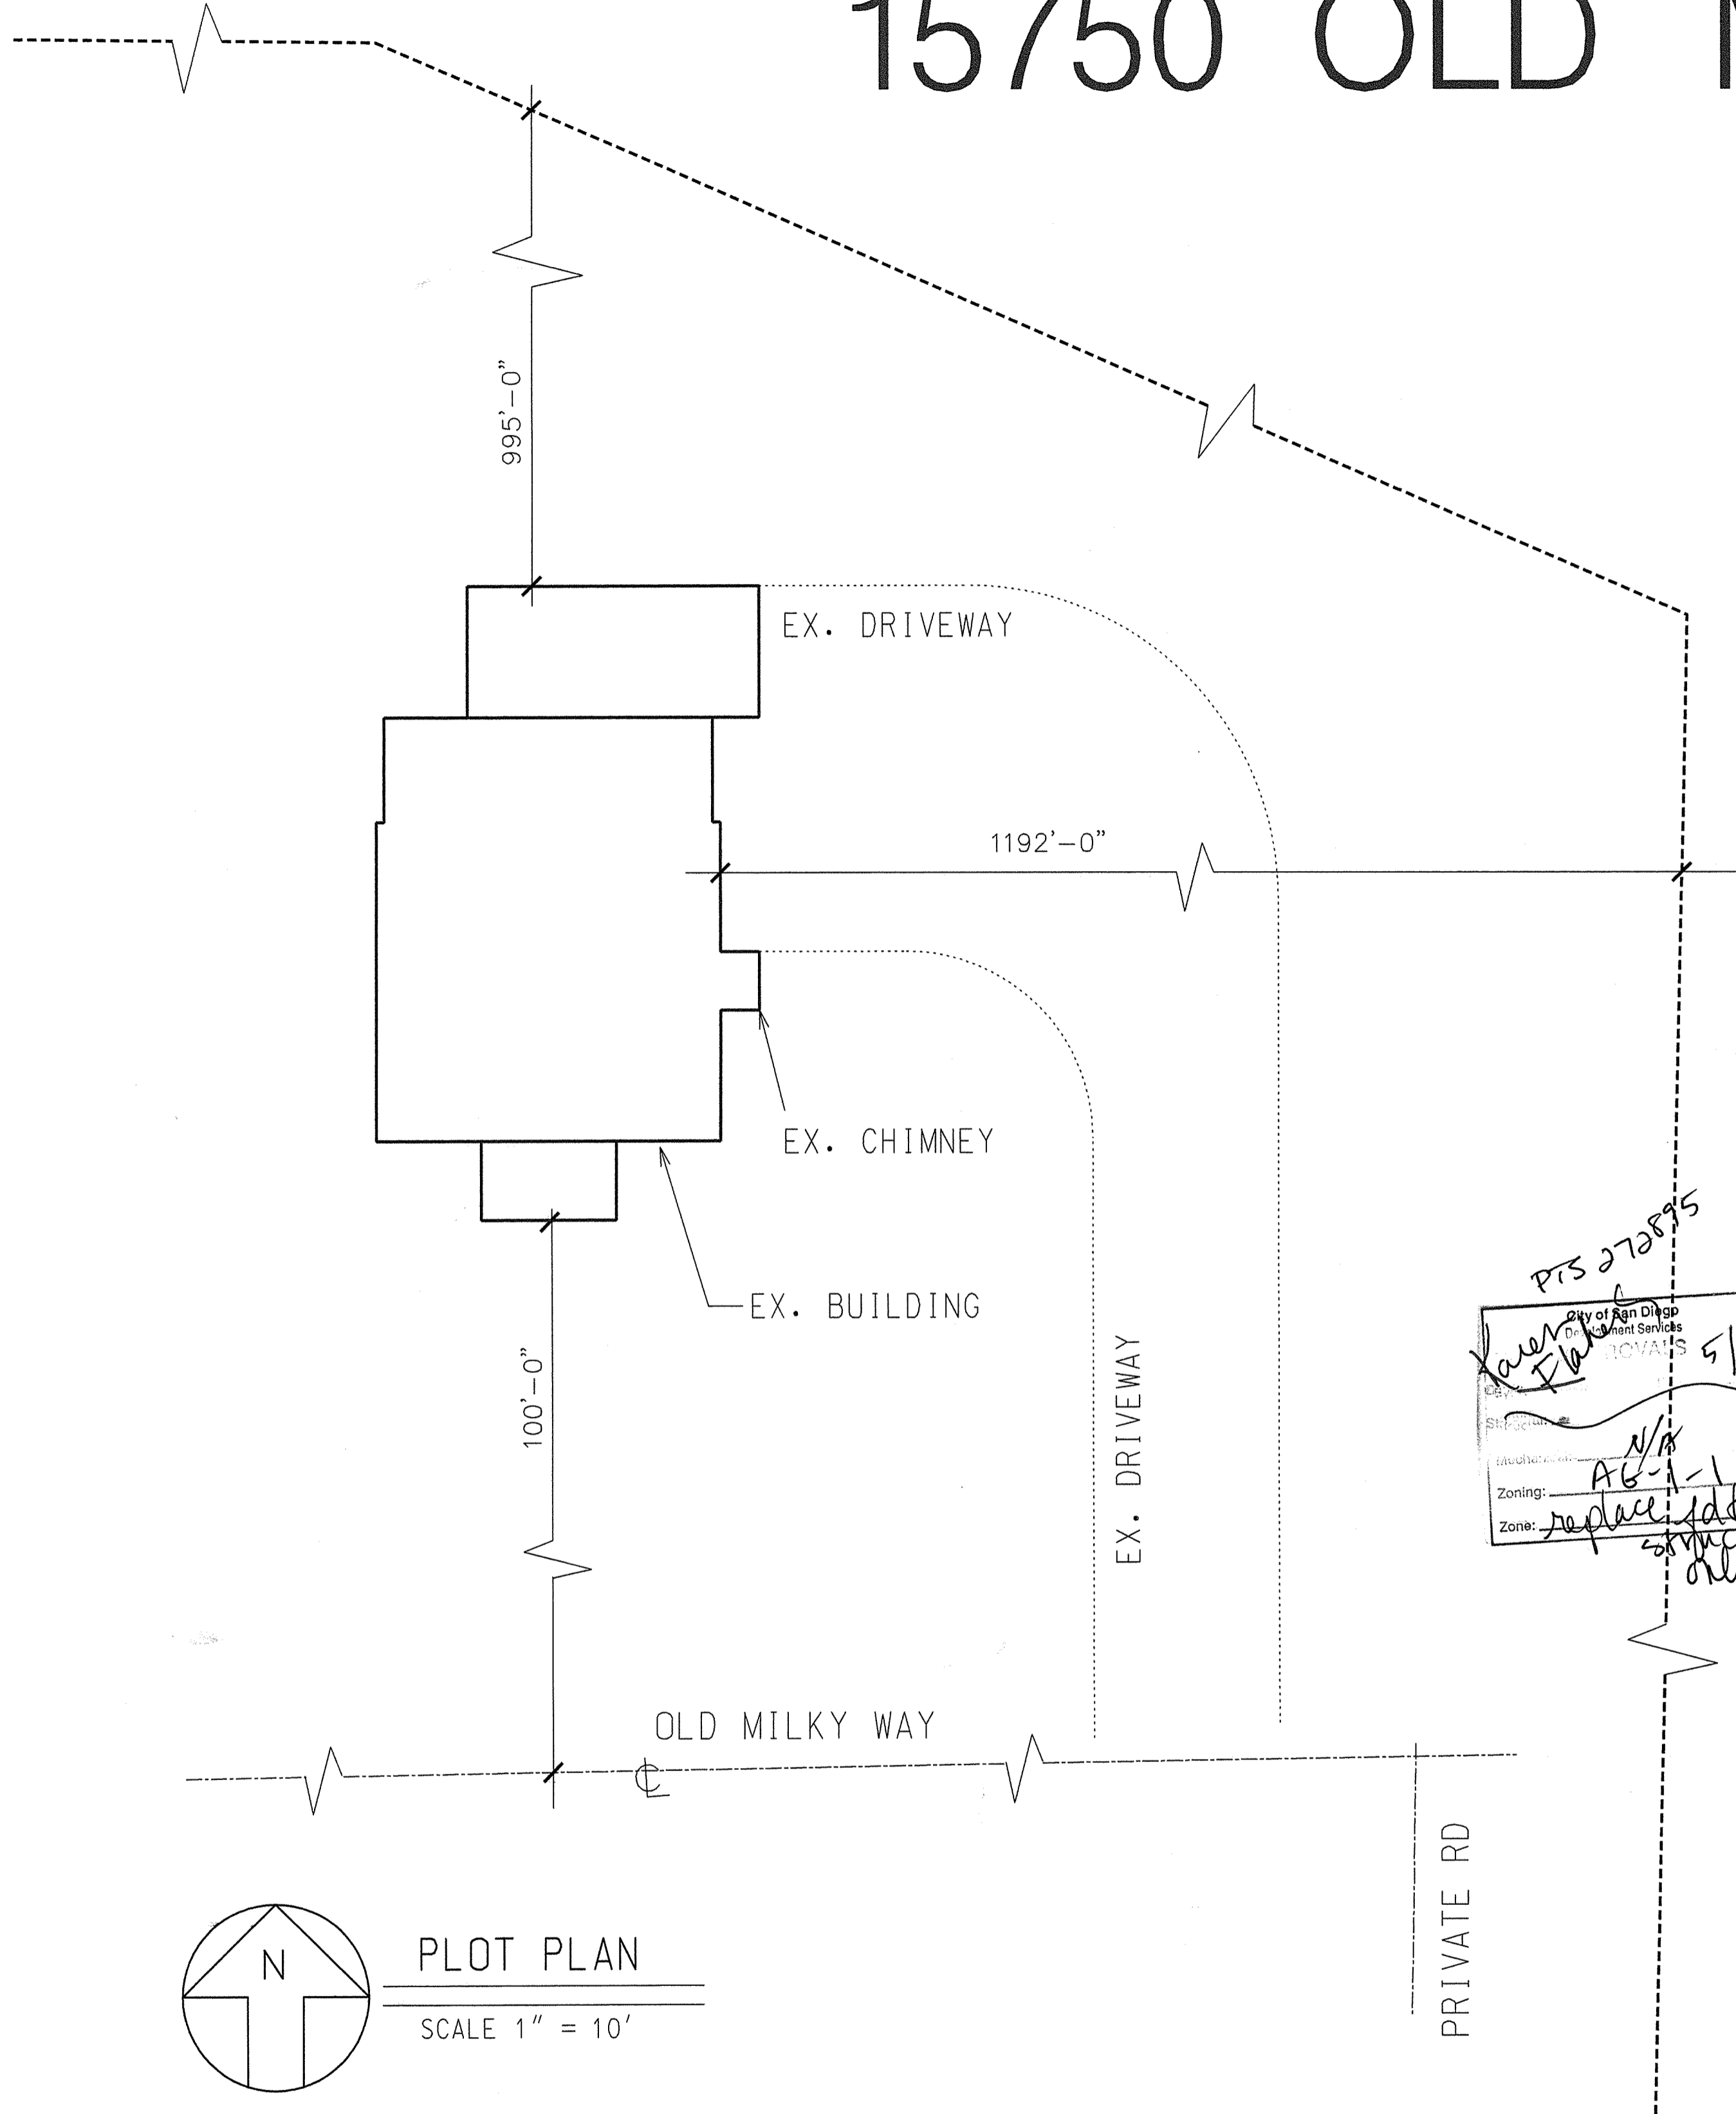 15750 OLD
995'-0"
EX. DRIVEWAY
1192'-0"
EX. CHIMNEY
EX. BUILDING
100'-0"
EX. DRIVEWAY
PTS 272895
City of San Diego
Development Services
Karen
N/A
Zoning: AG-1-1
Zone: replace
OLD MILKY WAY
℄
PRIVATE RD
N
PLOT PLAN
SCALE 1" = 10'